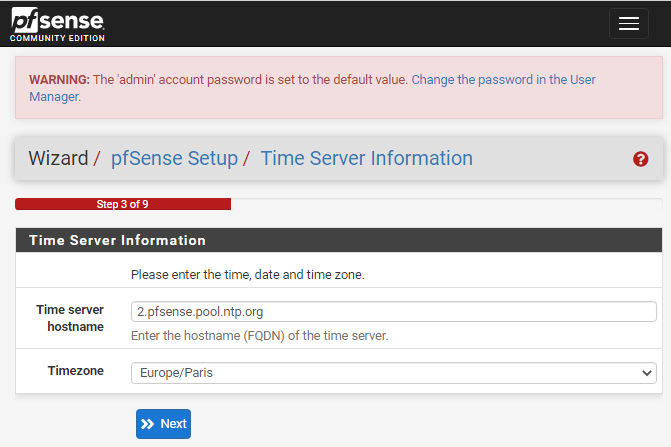 pfsense
COMMUNITY EDITION
WARNING: The 'admin' account password is set to the default value. Change the password in the User
Manager.
Wizard / pfSense Setup / Time Server Information
Step 3 of 9
Time Server Information
Please enter the time, date and time zone.
Time server
hostname
2.pfsense.pool.ntp.org
Enter the hostname (FQDN) of the time server.
Timezone
Europe/Paris
Next